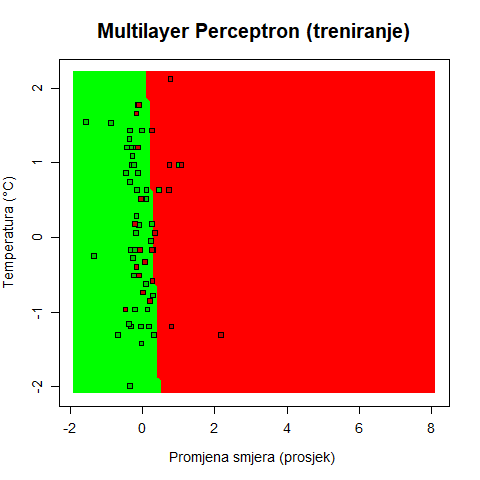 Multilayer Perceptron (treniranje)
Temperatura (°C)
2
1
0
-1
-2
-2 0 2 4 6 8
Promjena smjera (prosjek)